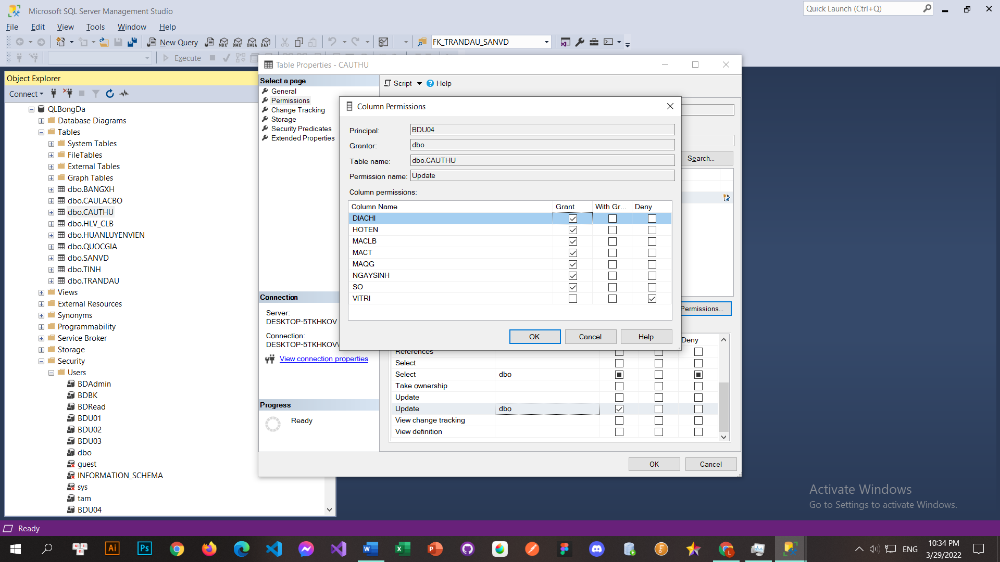 Microsoft SQL Server Management Studio
Quick Launch (Ctrl+Q)
File Edit View Tools Window Help
New Query MDX DMX XMLA DAX FK_TRANDAU_SANVD
Execute
Object Explorer
Connect
QLBongDa
Database Diagrams
Tables
System Tables
FileTables
External Tables
Graph Tables
dbo.BANGXH
dbo.CAULACBO
dbo.CAUTHU
dbo.HLV_CLB
dbo.HUANLUYENVIEN
dbo.QUOCGIA
dbo.SANVD
dbo.TINH
dbo.TRANDAU
Views
External Resources
Synonyms
Programmability
Service Broker
Storage
Security
Users
BDAdmin
BDBK
BDRead
BDU01
BDU02
BDU03
dbo
guest
INFORMATION_SCHEMA
sys
tam
BDU04
Table Properties - CAUTHU
Select a page
General
Permissions
Change Tracking
Storage
Security Predicates
Extended Properties
Connection
Server:
DESKTOP-5TKHKOV
Connection:
DESKTOP-5TKHKOV\
View connection properties
Progress
Ready
Script Help
Search...
Permissions...
Column Permissions
Principal: BDU04
Grantor: dbo
Table name: dbo.CAUTHU
Permission name: Update
Column permissions:
Column Name Grant With Gr... Deny
DIACHI
HOTEN
MACLB
MACT
MAQG
NGAYSINH
SO
VITRI
OK Cancel Help
Deny
References
Select
Select dbo
Take ownership
Update
Update dbo
View change tracking
View definition
OK Cancel
Activate Windows
Go to Settings to activate Windows.
Ready
Ai Ps
ENG
10:34 PM
3/29/2022